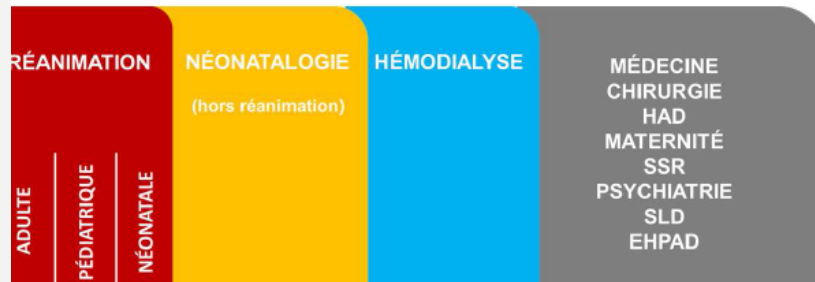 RÉANIMATION
ADULTE
PÉDIATRIQUE
NÉONATALE
NÉONATALOGIE
(hors réanimation)
HÉMODIALYSE
MÉDECINE
CHIRURGIE
HAD
MATERNITÉ
SSR
PSYCHIATRIE
SLD
EHPAD